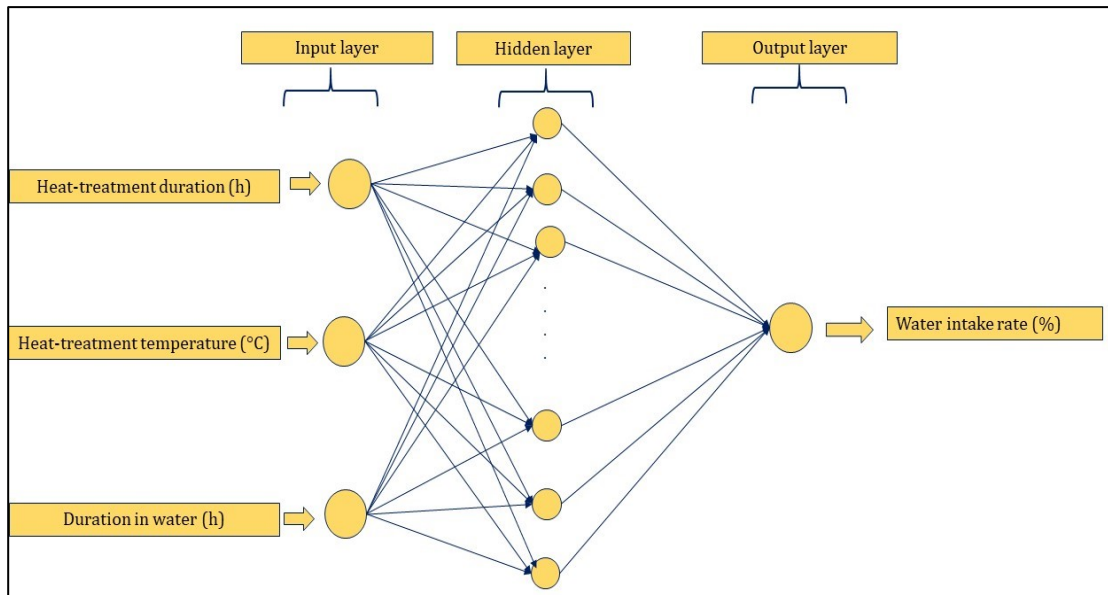 Input layer
Hidden layer
Output layer
Heat-treatment duration (h)
Heat-treatment temperature (°C)
Water intake rate (%)
Duration in water (h)